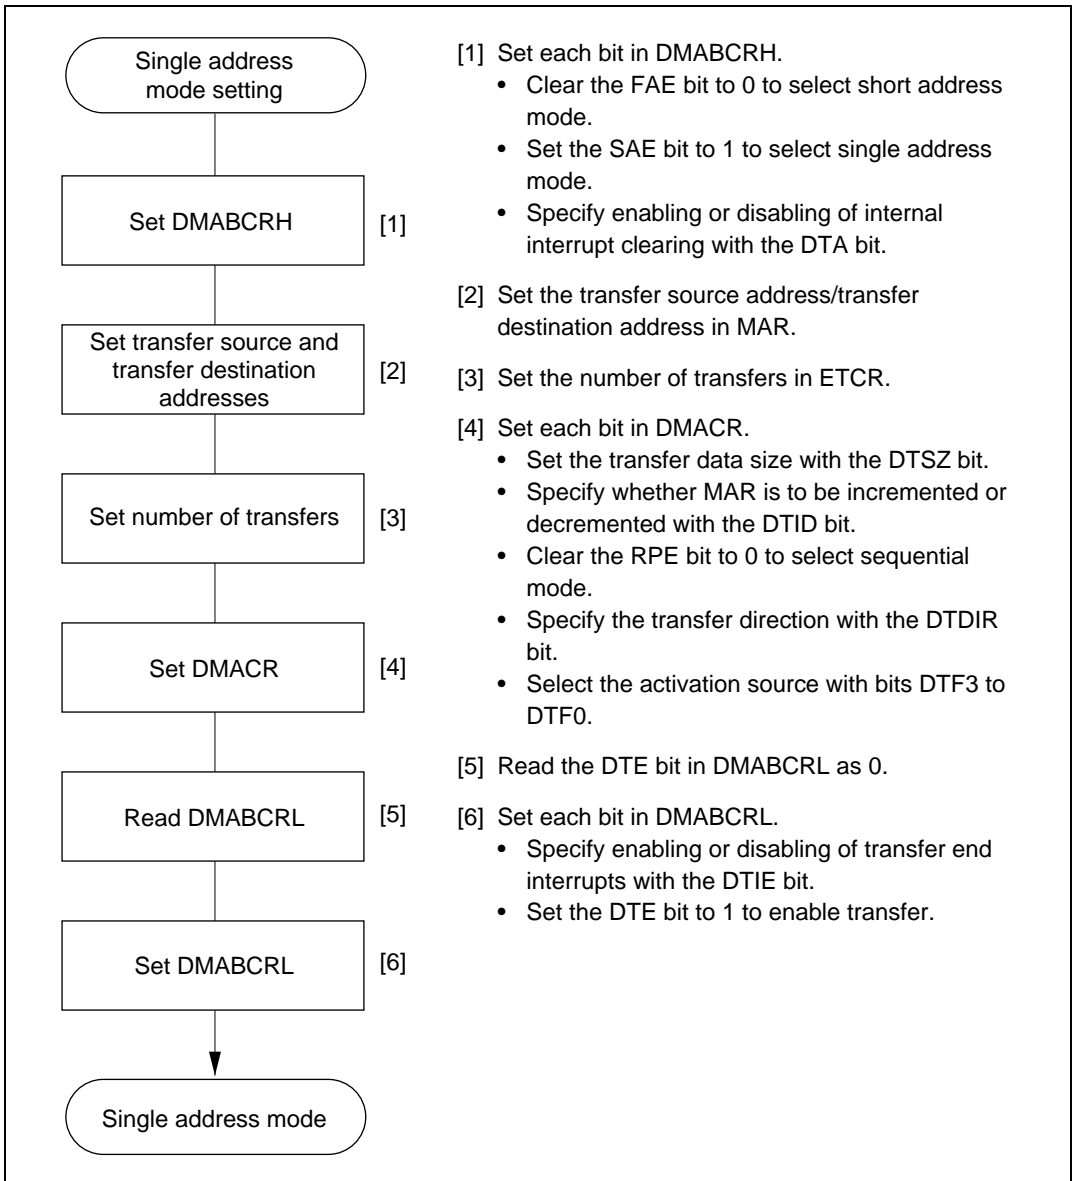 Single address
mode setting
Set DMABCRH
[1]
Set transfer source and
transfer destination
addresses
[2]
Set number of transfers
[3]
Set DMACR
[4]
Read DMABCRL
[5]
Set DMABCRL
[6]
Single address mode
[1] Set each bit in DMABCRH.
• Clear the FAE bit to 0 to select short address
mode.
• Set the SAE bit to 1 to select single address
mode.
• Specify enabling or disabling of internal
interrupt clearing with the DTA bit.
[2] Set the transfer source address/transfer
destination address in MAR.
[3] Set the number of transfers in ETCR.
[4] Set each bit in DMACR.
• Set the transfer data size with the DTSZ bit.
• Specify whether MAR is to be incremented or
decremented with the DTID bit.
• Clear the RPE bit to 0 to select sequential
mode.
• Specify the transfer direction with the DTDIR
bit.
• Select the activation source with bits DTF3 to
DTF0.
[5] Read the DTE bit in DMABCRL as 0.
[6] Set each bit in DMABCRL.
• Specify enabling or disabling of transfer end
interrupts with the DTIE bit.
• Set the DTE bit to 1 to enable transfer.